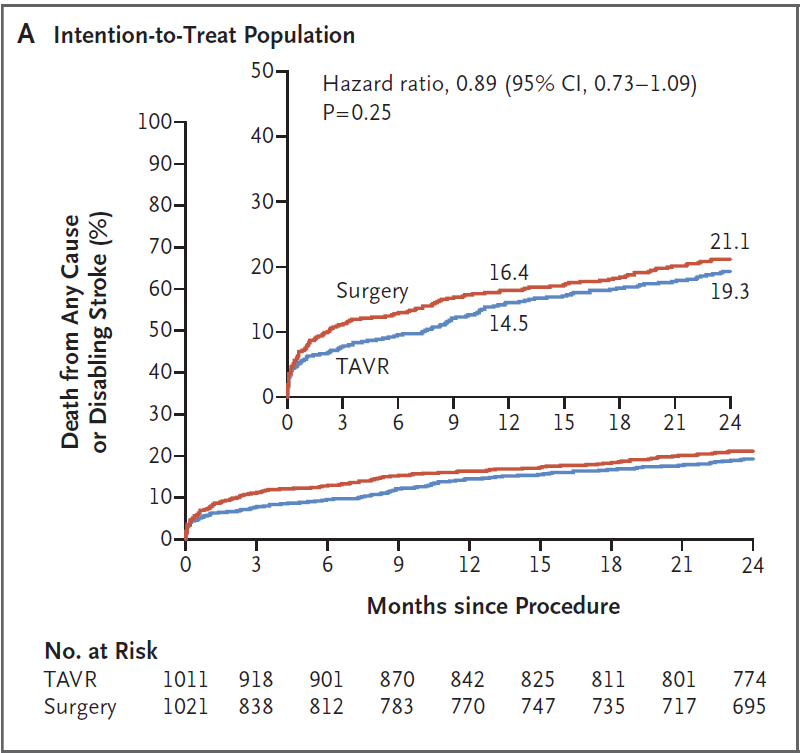 A Intention-to-Treat Population
Hazard ratio, 0.89 (95% CI, 0.73–1.09)
P=0.25
50
40
30
20
10
0
0 3 6 9 12 15 18 21 24
Surgery
TAVR
16.4
14.5
21.1
19.3
Death from Any Cause
or Disabling Stroke (%)
100
90
80
70
60
50
40
30
20
10
0
0 3 6 9 12 15 18 21 24
Months since Procedure
No. at Risk
TAVR 1011 918 901 870 842 825 811 801 774
Surgery 1021 838 812 783 770 747 735 717 695